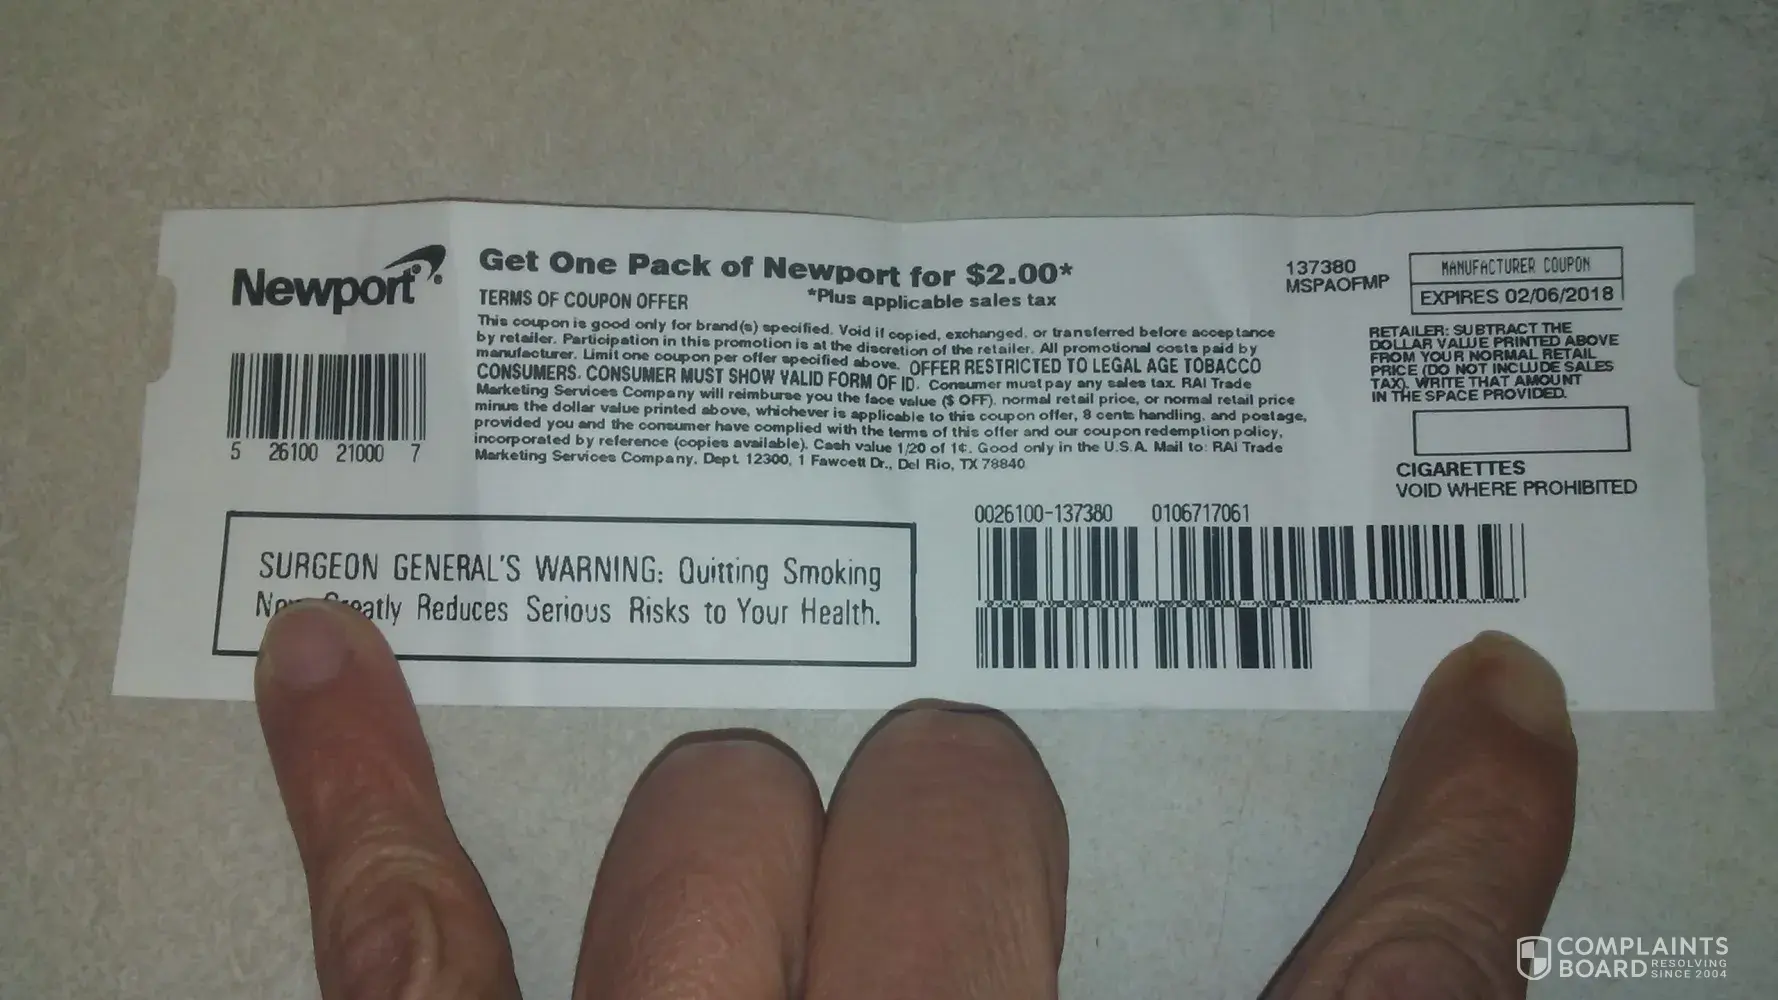 Newport
Get One Pack of Newport for $2.00*
*Plus applicable sales tax
TERMS OF COUPON OFFER
This coupon is good only for brand(s) specified. Void if copied, exchanged, or transferred before acceptance
by retailer. Participation in this promotion is at the discretion of the retailer. All promotional costs paid by
manufacturer. Limit one coupon per offer specified above. OFFER RESTRICTED TO LEGAL AGE TOBACCO
CONSUMERS. CONSUMER MUST SHOW VALID FORM OF ID. Consumer must pay any sales tax. RAI Trade
Marketing Services Company will reimburse you the face value ($ OFF), normal retail price, or normal retail price
minus the dollar value printed above, whichever is applicable to this coupon offer, 8 cents handling, and postage,
provided you and the consumer have complied with the terms of this offer and our coupon redemption policy,
incorporated by reference (copies available). Cash value 1/20 of 1¢. Good only in the U.S.A. Mail to: RAI Trade
Marketing Services Company, Dept. 12300, 1 Fawcett Dr., Del Rio, TX 78840
137380
MSPAOFMP
MANUFACTURER COUPON
EXPIRES 02/06/2018
RETAILER: SUBTRACT THE
DOLLAR VALUE PRINTED ABOVE
FROM YOUR NORMAL RETAIL
PRICE (DO NOT INCLUDE SALES
TAX). WRITE THAT AMOUNT
IN THE SPACE PROVIDED.
CIGARETTES
VOID WHERE PROHIBITED
5 26100 21000 7
SURGEON GENERAL'S WARNING: Quitting Smoking
Now Greatly Reduces Serious Risks to Your Health.
0026100-137380 0106717061
COMPLAINTS
BOARD RESOLVING
SINCE 2004